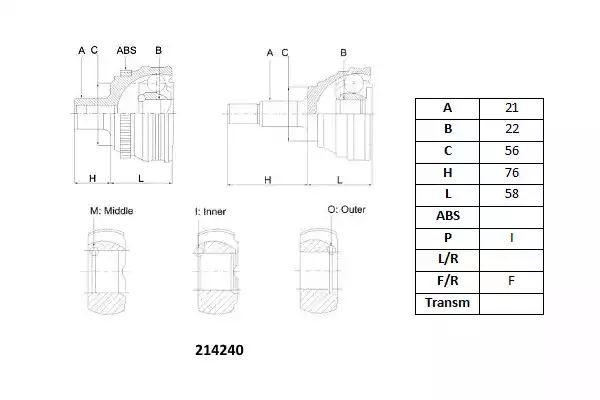 A C ABS B
A C B
H L
H L
M: Middle
I: Inner
O: Outer
A 21
B 22
C 56
H 76
L 58
ABS
P I
L/R
F/R F
Transm
214240